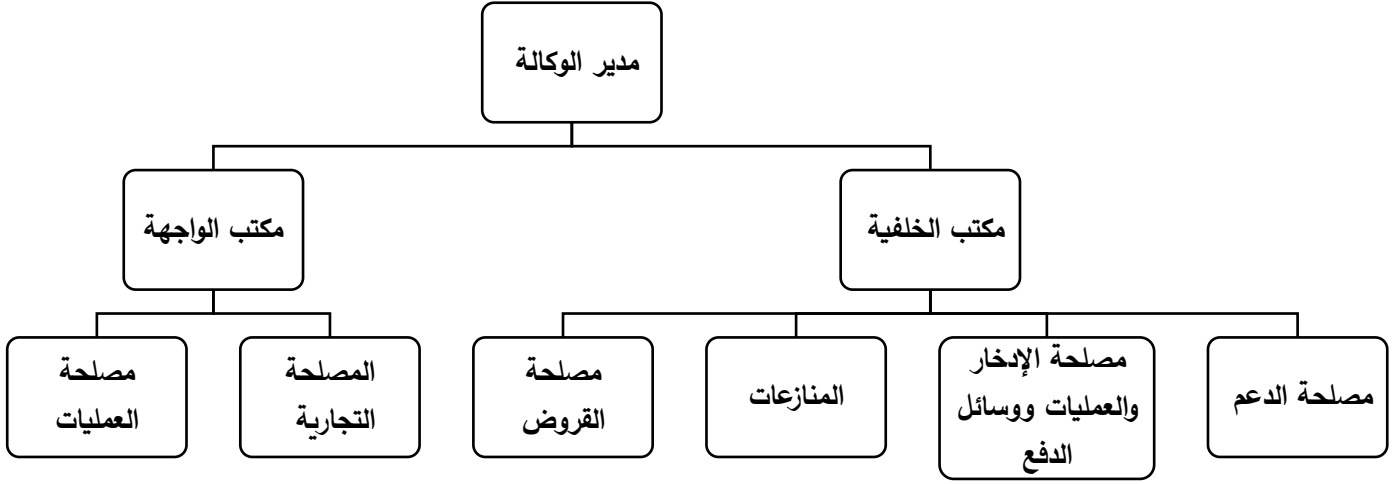 مدير الوكالة
مكتب الخلفية
مكتب الواجهة
مصلحة الدعم
مصلحة الإدخار
والعمليات ووسائل
الدفع
المنازعات
مصلحة
القروض
المصلحة
التجارية
مصلحة
العمليات